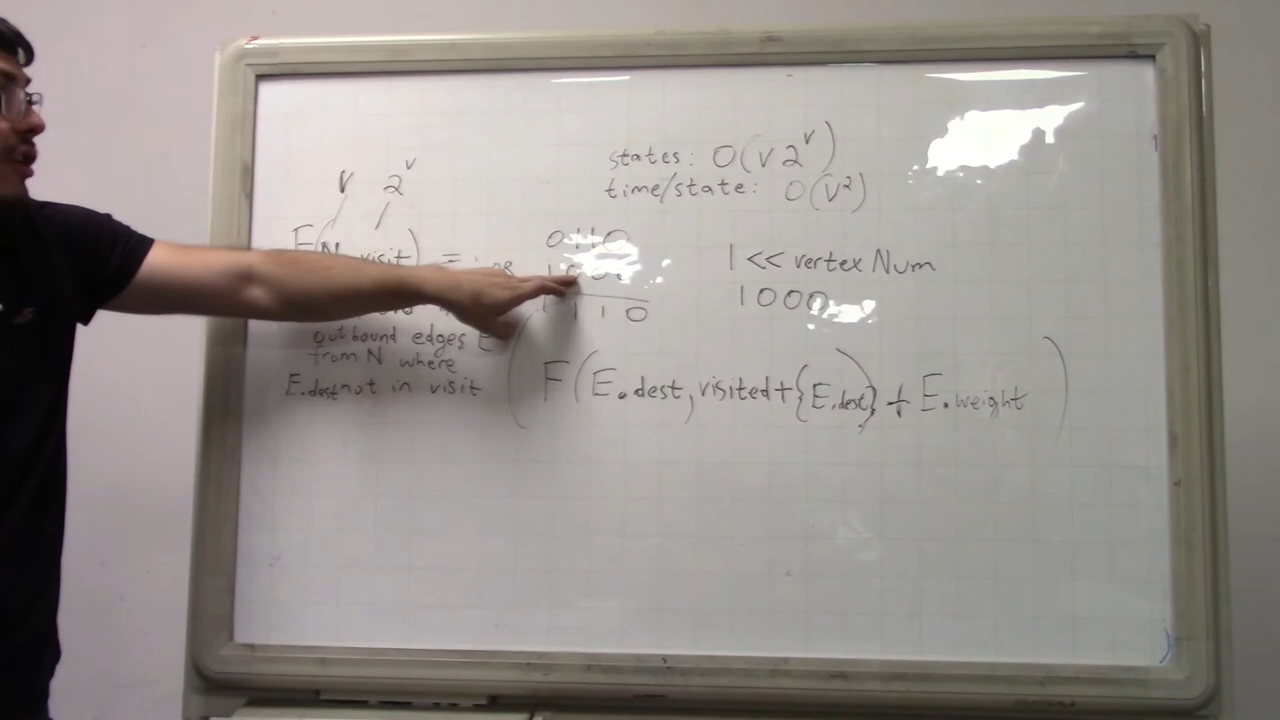 states: O(V 2^V)
time/state: O(V²)
V 2^V
F(N, visit) =
or
0110
1 << vertex Num
1000
1110
outbound edges E
from N where
E.dest not in visit
(F(E.dest, visited+{E.dest}) + E.weight)